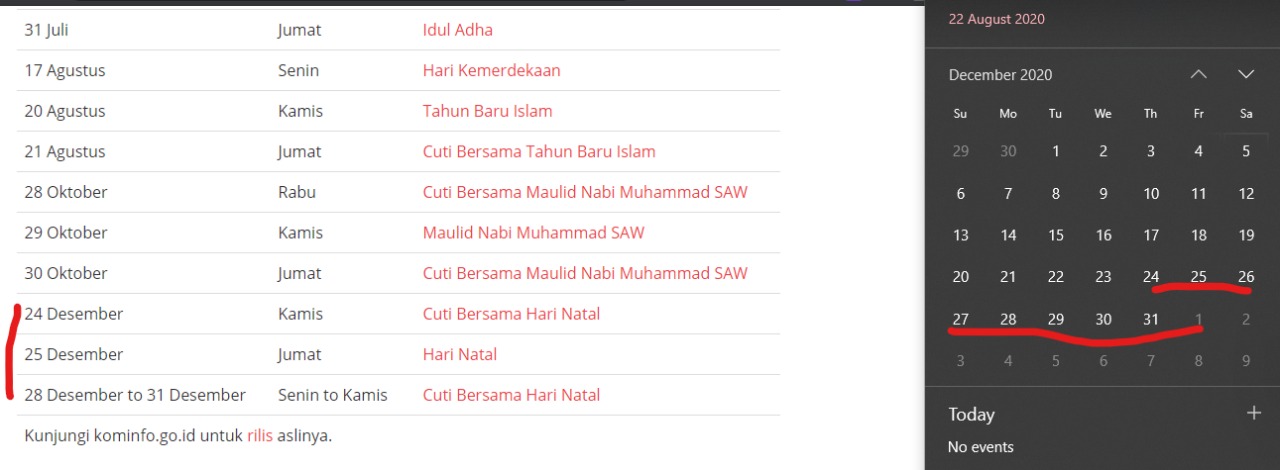 31 Juli Jumat Idul Adha
17 Agustus Senin Hari Kemerdekaan
20 Agustus Kamis Tahun Baru Islam
21 Agustus Jumat Cuti Bersama Tahun Baru Islam
28 Oktober Rabu Cuti Bersama Maulid Nabi Muhammad SAW
29 Oktober Kamis Maulid Nabi Muhammad SAW
30 Oktober Jumat Cuti Bersama Maulid Nabi Muhammad SAW
24 Desember Kamis Cuti Bersama Hari Natal
25 Desember Jumat Hari Natal
28 Desember to 31 Desember Senin to Kamis Cuti Bersama Hari Natal
Kunjungi kominfo.go.id untuk rilis aslinya.
22 August 2020
December 2020
Su Mo Tu We Th Fr Sa
29 30 1 2 3 4 5
6 7 8 9 10 11 12
13 14 15 16 17 18 19
20 21 22 23 24 25 26
27 28 29 30 31 1 2
3 4 5 6 7 8 9
Today
No events